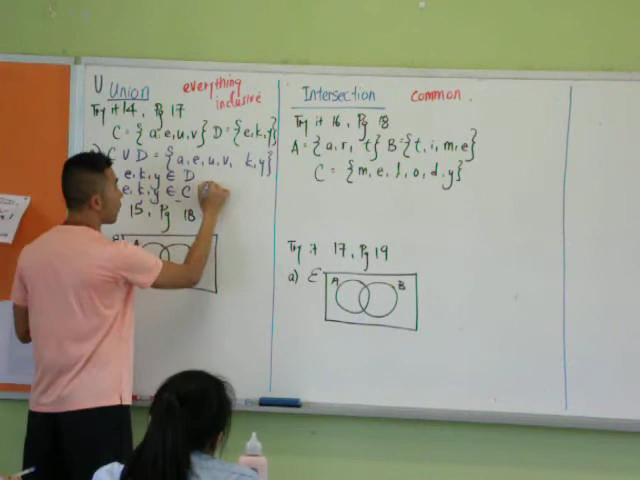 U Union everything
inclusive
Try it 14, Pg 17
C = {a, e, u, v} D = {e, k, y}
C U D = {a, e, u, v, k, y}
e, k, y ∈ D
e, k, y ∈ C
15, Pg 18
A
Intersection common
Try it 16, Pg 18
A = {a, r, t} B = {t, i, m, e}
C = {m, e, l, o, d, y}
Try it 17, Pg 19
a) ℰ A B